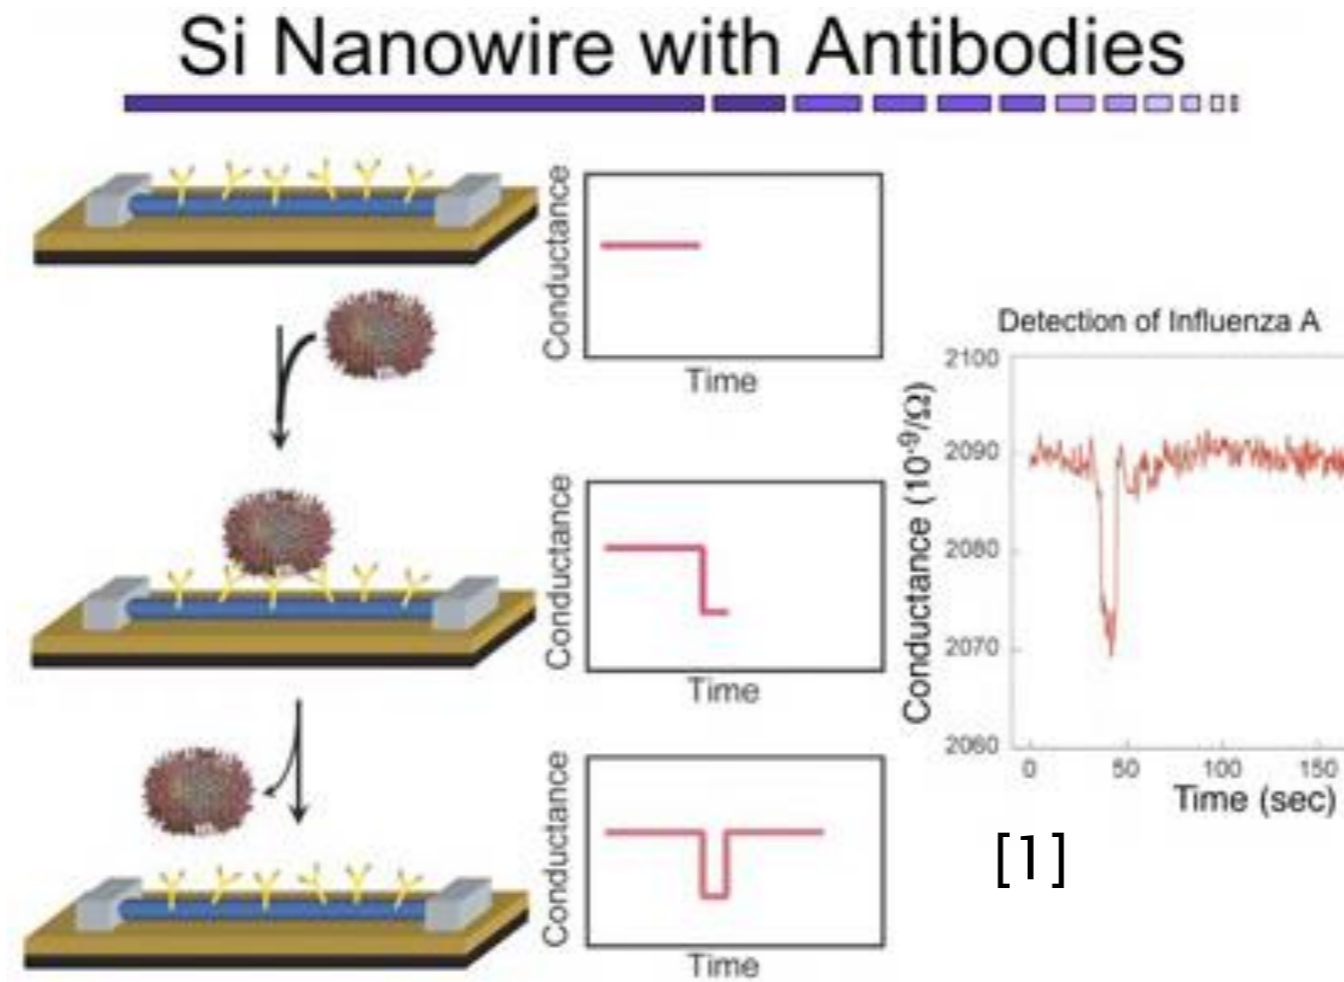 Si Nanowire with Antibodies
Conductance
Time
Conductance
Time
Conductance
Time
Detection of Influenza A
Conductance (10-9/Ω)
2100
2090
2080
2070
2060
0 50 100 150
Time (sec)
[1]